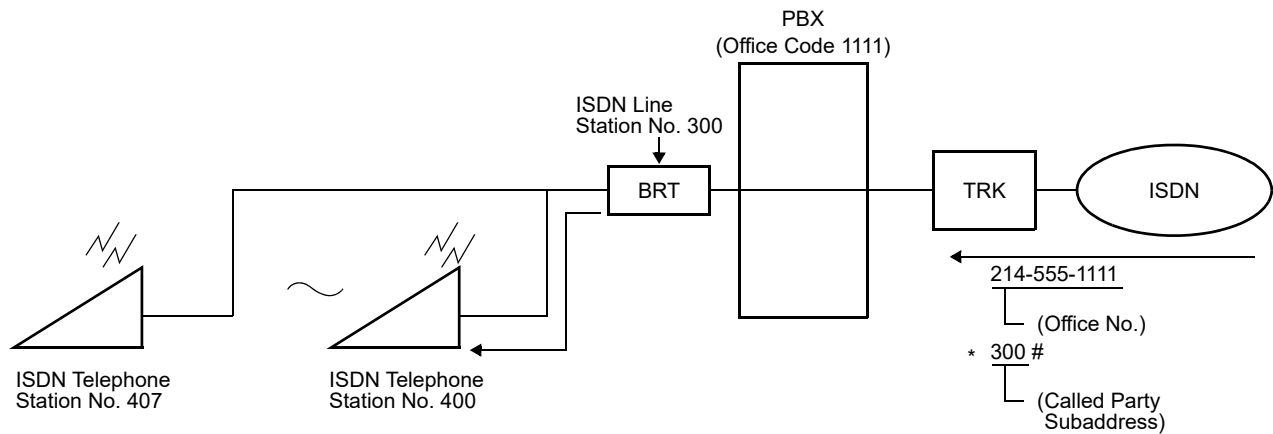 PBX
(Office Code 1111)
ISDN Line
Station No. 300
BRT
TRK
ISDN
214-555-1111
(Office No.)
* 300 #
(Called Party
Subaddress)
ISDN Telephone
Station No. 407
ISDN Telephone
Station No. 400